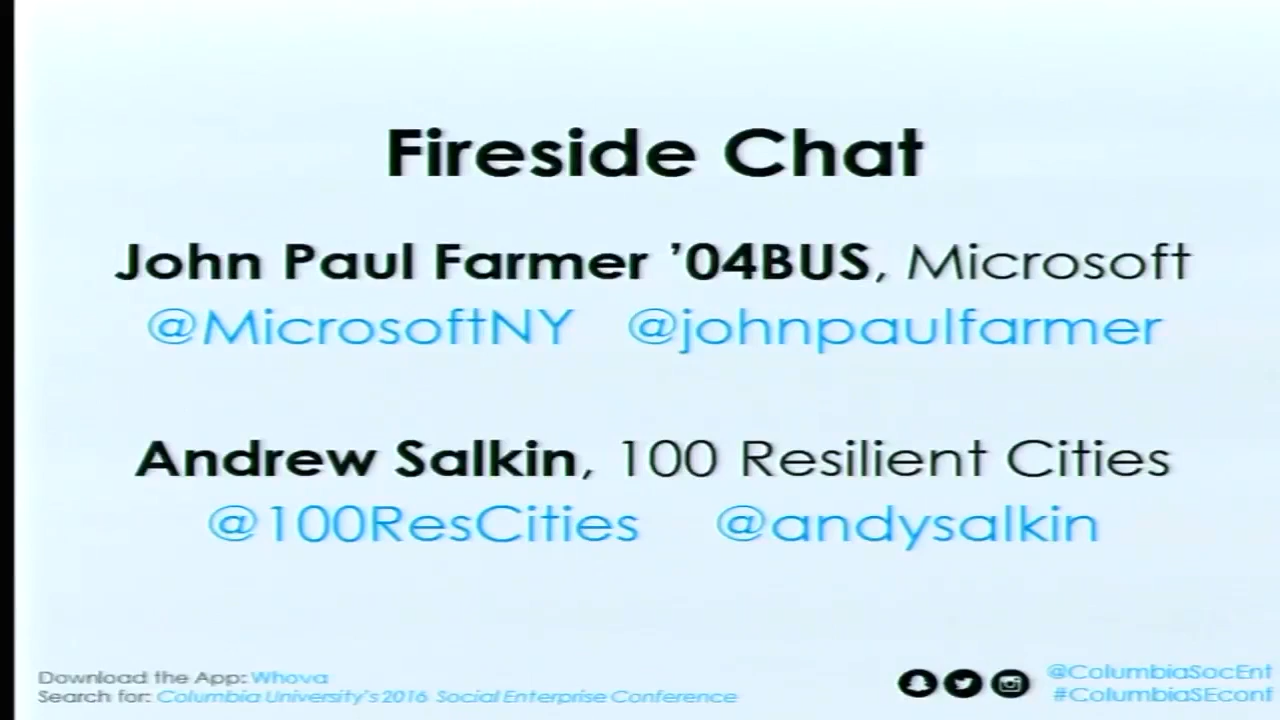 Fireside Chat
John Paul Farmer ’04BUS, Microsoft
@MicrosoftNY @johnpaulfarmer
Andrew Salkin, 100 Resilient Cities
@100ResCities @andysalkin
Download the App: Whova
Search for: Columbia University's 2016 Social Enterprise Conference
@ColumbiaSocEnt
#ColumbiaSEconf